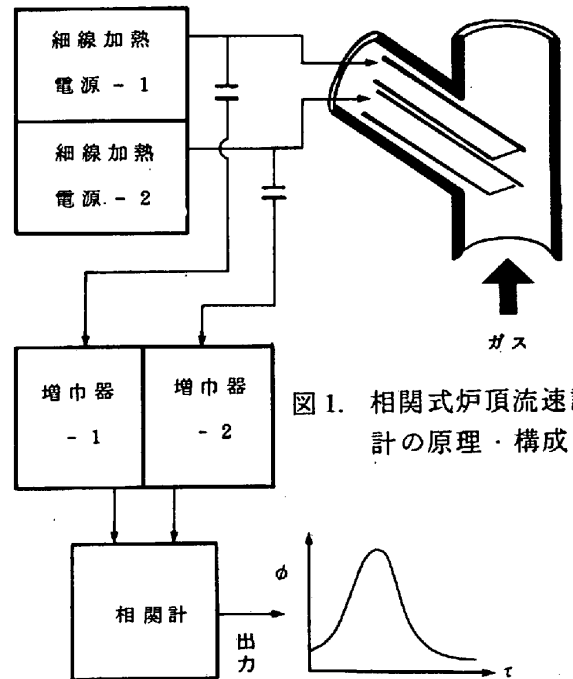 細線加熱
電源-1
細線加熱
電源-2
ガス
増巾器
-1
増巾器
-2
図1. 相関式炉頂流速
計の原理・構成
相関計
出力
φ
τ